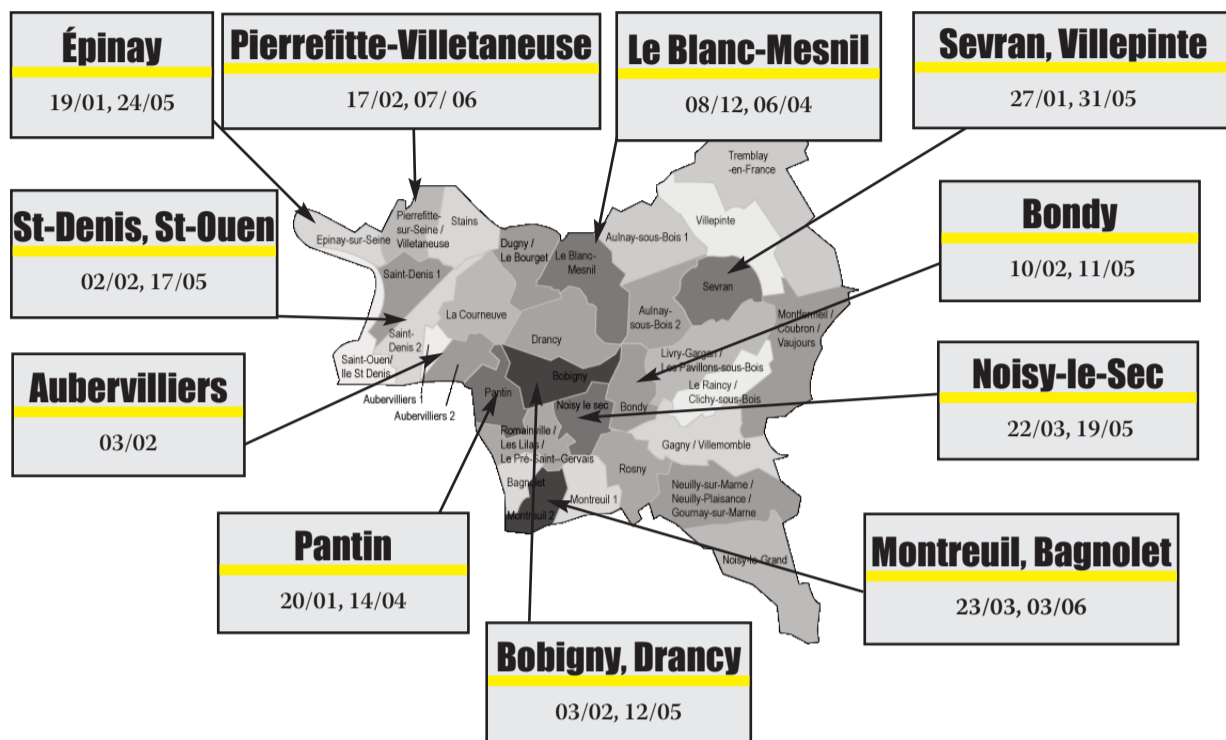 Épinay
19/01, 24/05
Pierrefitte-Villetaneuse
17/02, 07/ 06
Le Blanc-Mesnil
08/12, 06/04
Sevran, Villepinte
27/01, 31/05
St-Denis, St-Ouen
02/02, 17/05
Bondy
10/02, 11/05
Aubervilliers
03/02
Noisy-le-Sec
22/03, 19/05
Pantin
20/01, 14/04
Montreuil, Bagnolet
23/03, 03/06
Bobigny, Drancy
03/02, 12/05
Tremblay
-en-France
Villepinte
Pierrefitte-
sur-Seine /
Villetaneuse
Stains
Epinay-sur-Seine
Dugny /
Le Bourget
Le Blanc-
Mesnil
Aulnay-sous-Bois 1
Saint-Denis 1
Sevran
La Courneuve
Aulnay-
sous-Bois 2
Montfermeil /
Coubron /
Vaujours
Saint-
Denis 2
Drancy
Saint-Ouen/
Ile St Denis
Livry-Gargan /
Les Pavillons-sous-Bois
Bobigny
Le Raincy /
Clichy-sous-Bois
Aubervilliers 1
Aubervilliers 2
Pantin
Noisy le sec
Bondy
Romainville /
Les Lilas /
Le Pré-Saint--Gervais
Gagny / Villemomble
Rosny
Bagnolet
Montreuil 1
Neuilly-sur-Marne /
Neuilly-Plaisance /
Gournay-sur-Marne
Montreuil 2
Noisy-le-Grand